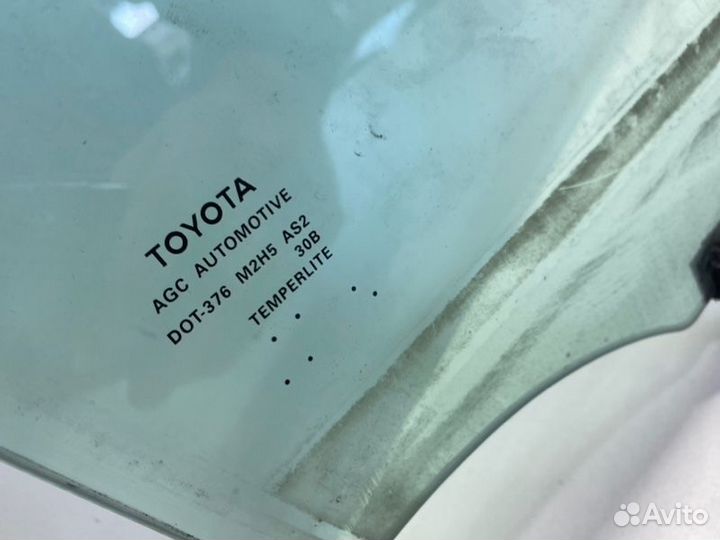 TOYOTA
AGC AUTOMOTIVE
DOT-376 M2H5 AS2
30B
TEMPERLITE
Avito